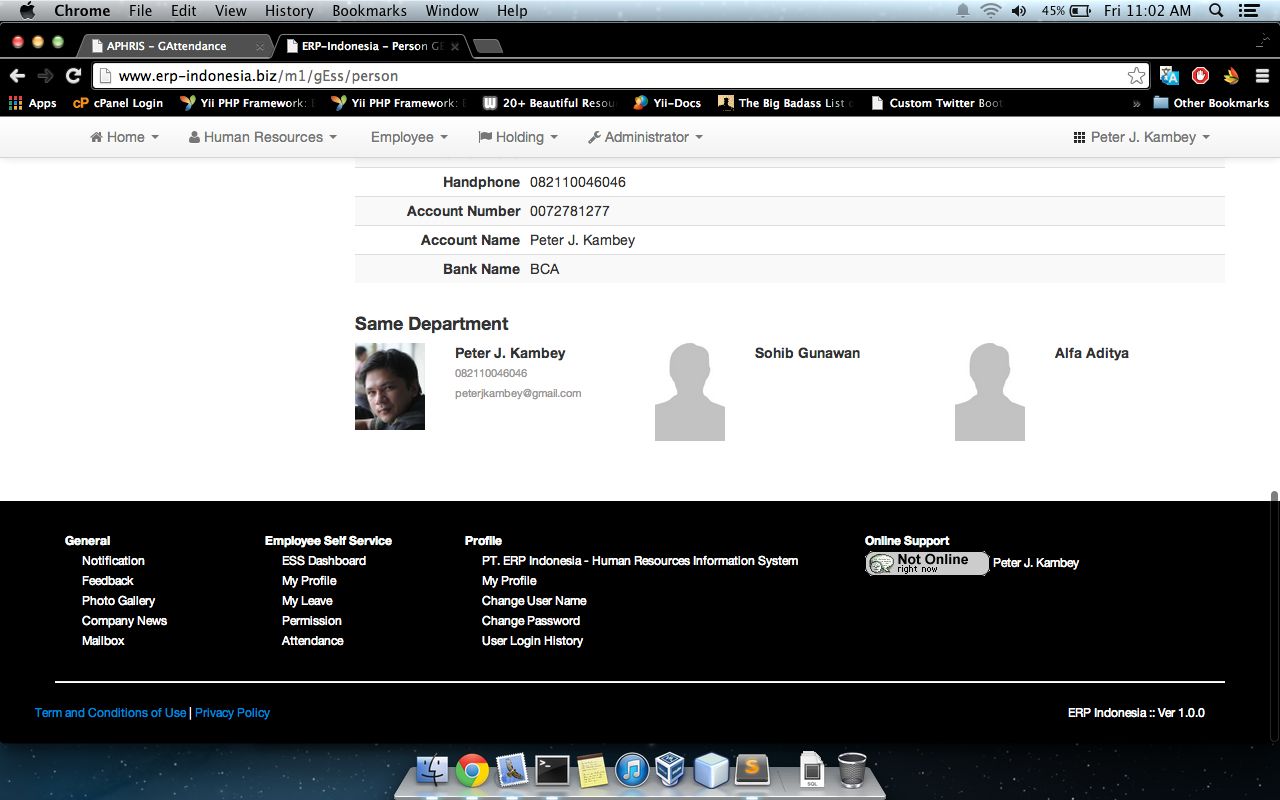 Chrome File Edit View History Bookmarks Window Help 45% Fri 11:02 AM
APHRIS - GAttendance ERP-Indonesia - Person GE
www.erp-indonesia.biz/m1/gEss/person
Apps cPanel Login Yii PHP Framework: Yii PHP Framework: 20+ Beautiful Resou Yii-Docs The Big Badass List Custom Twitter Boot » Other Bookmarks
Home Human Resources Employee Holding Administrator Peter J. Kambey
Handphone 082110046046
Account Number 0072781277
Account Name Peter J. Kambey
Bank Name BCA
Same Department
Peter J. Kambey
082110046046
peterjkambey@gmail.com
Sohib Gunawan
Alfa Aditya
General
Notification
Feedback
Photo Gallery
Company News
Mailbox
Employee Self Service
ESS Dashboard
My Profile
My Leave
Permission
Attendance
Profile
PT. ERP Indonesia - Human Resources Information System
My Profile
Change User Name
Change Password
User Login History
Online Support
Not Online
right now
Peter J. Kambey
Term and Conditions of Use | Privacy Policy
ERP Indonesia :: Ver 1.0.0
SQL